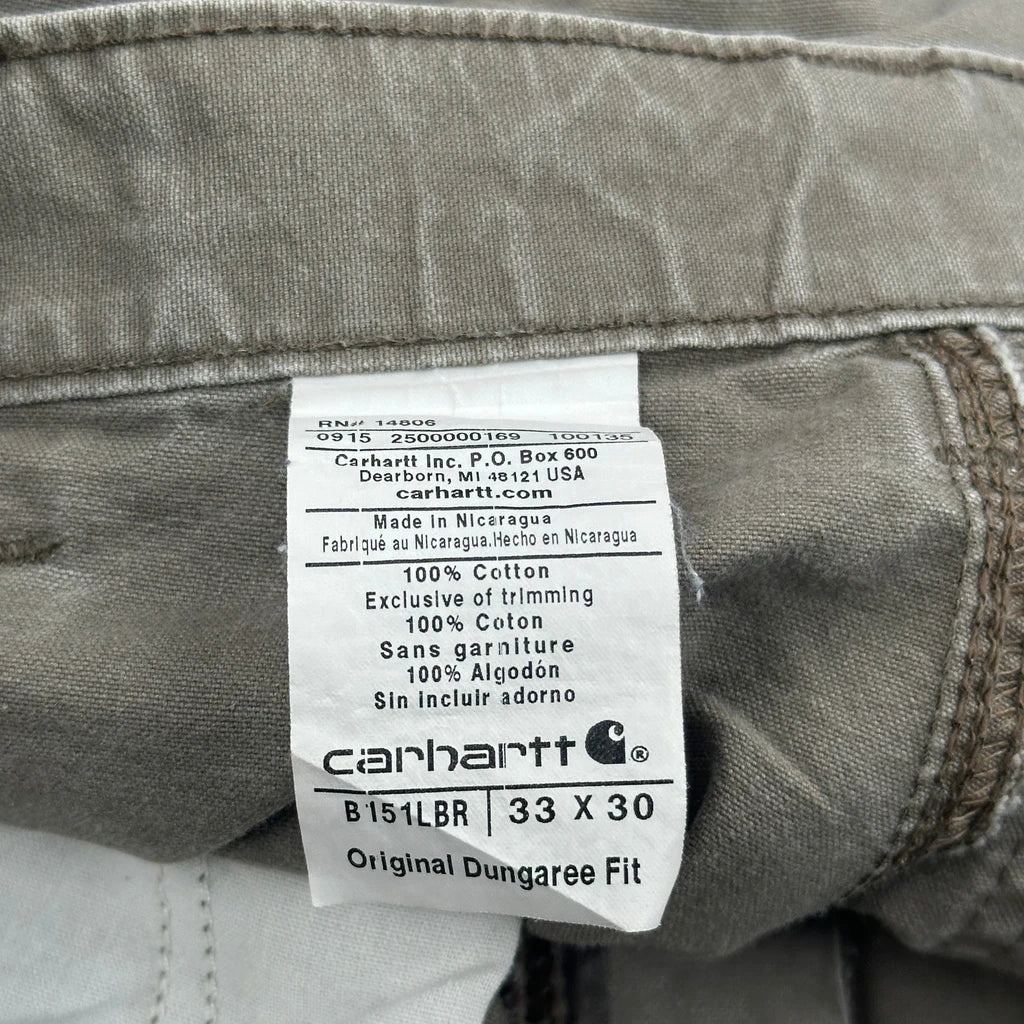 RN# 14806
0915 2500000169 100135
Carhartt Inc. P.O. Box 600
Dearborn, MI 48121 USA
carhartt.com
Made in Nicaragua
Fabriqué au Nicaragua.Hecho en Nicaragua
100% Cotton
Exclusive of trimming
100% Coton
Sans garniture
100% Algodón
Sin incluir adorno
carhartt ®
B151LBR | 33 X 30
Original Dungaree Fit